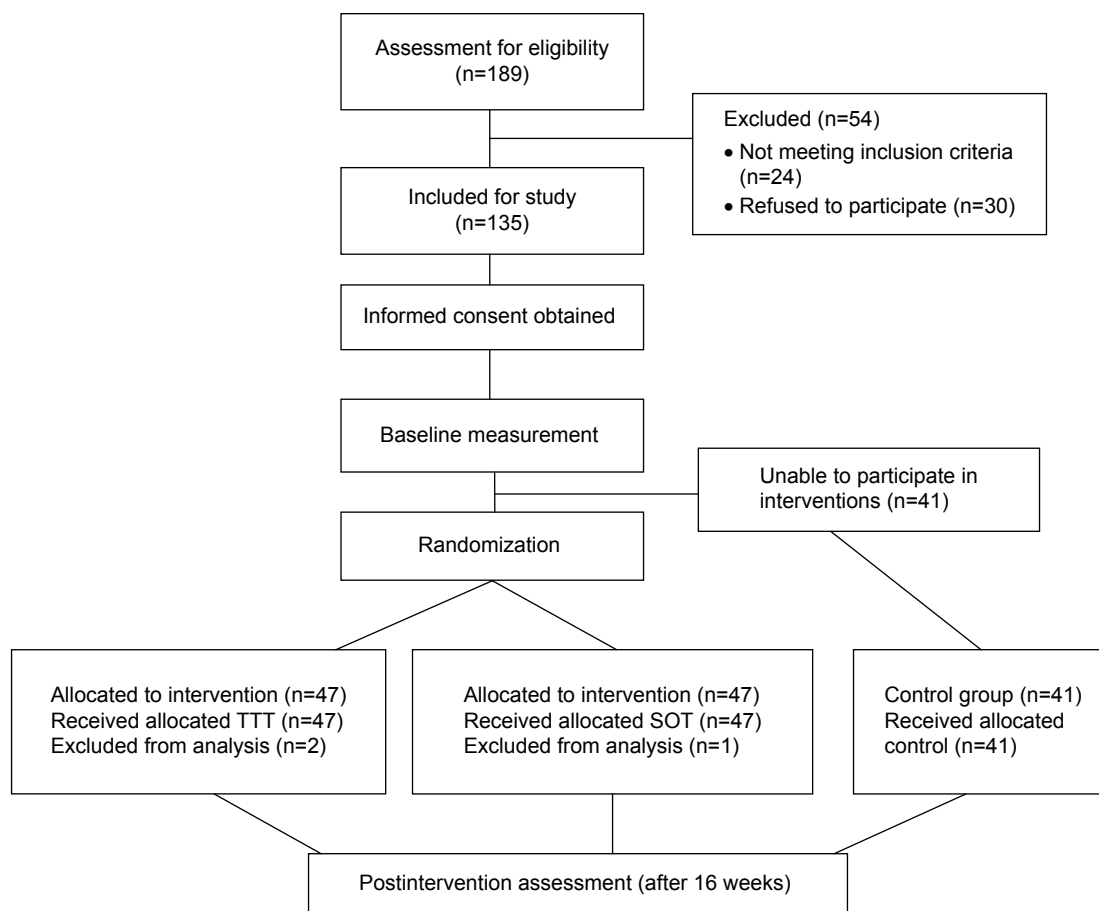 Assessment for eligibility
(n=189)
Excluded (n=54)
• Not meeting inclusion criteria
(n=24)
• Refused to participate (n=30)
Included for study
(n=135)
Informed consent obtained
Baseline measurement
Unable to participate in
interventions (n=41)
Randomization
Allocated to intervention (n=47)
Received allocated TTT (n=47)
Excluded from analysis (n=2)
Allocated to intervention (n=47)
Received allocated SOT (n=47)
Excluded from analysis (n=1)
Control group (n=41)
Received allocated
control (n=41)
Postintervention assessment (after 16 weeks)